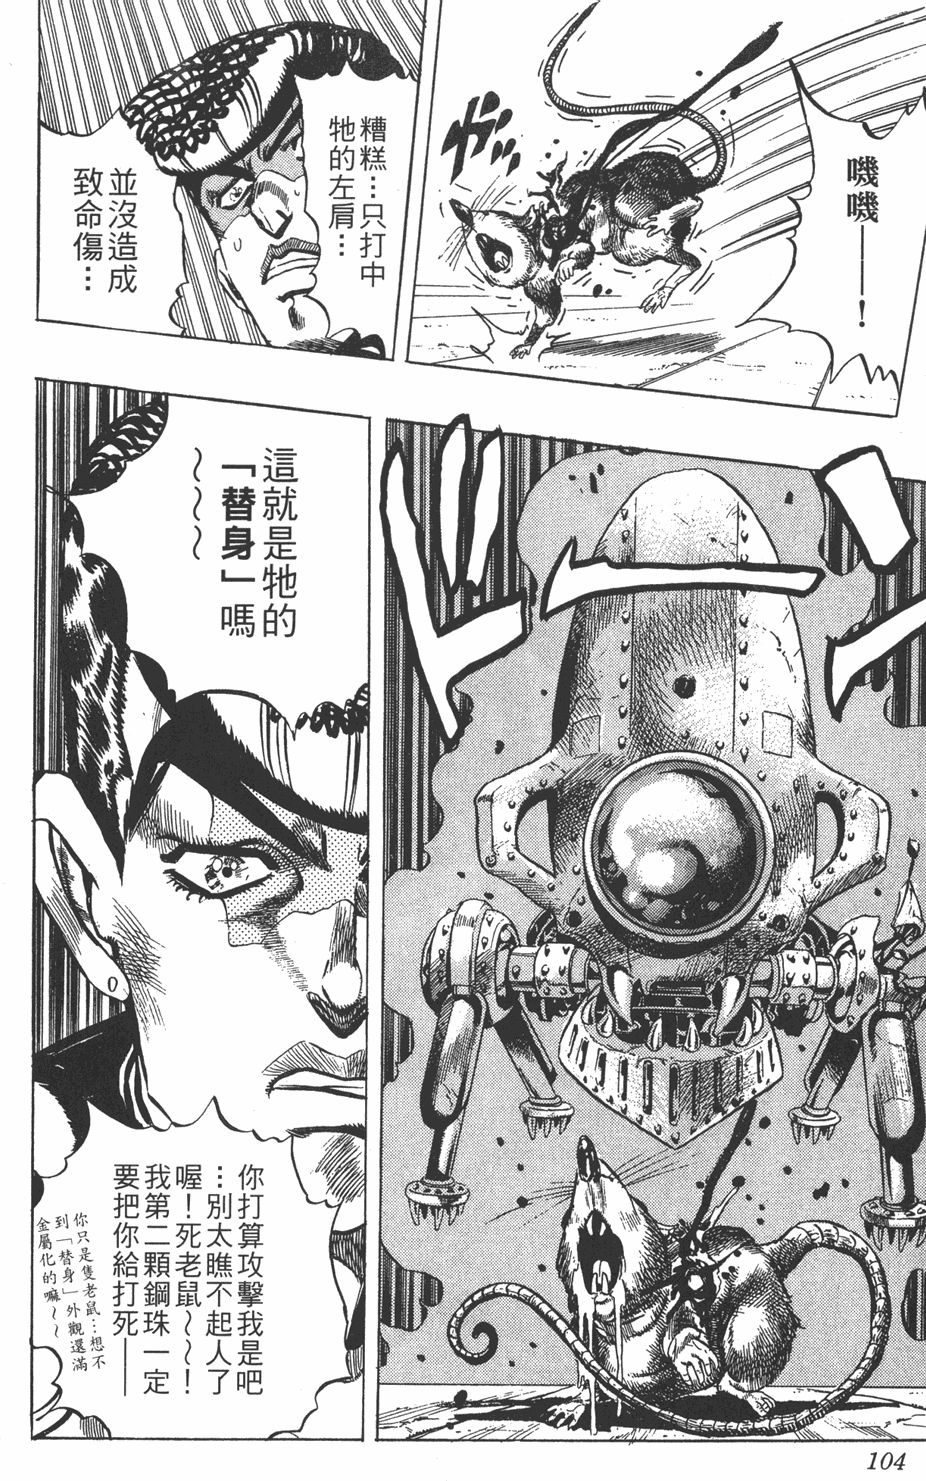 嘰嘰——！
ガン
糟糕…只打中
牠的左肩…
並沒造成
致命傷…
ドーン
這就是牠的
「替身」嗎
～～～
你打算攻擊我是吧
…別太瞧不起人了
喔！死老鼠～～！
我第二顆鋼珠一定
要把你給打死——
你只是隻老鼠…想不
到「替身」外觀還滿
金屬化的嘛～～
104